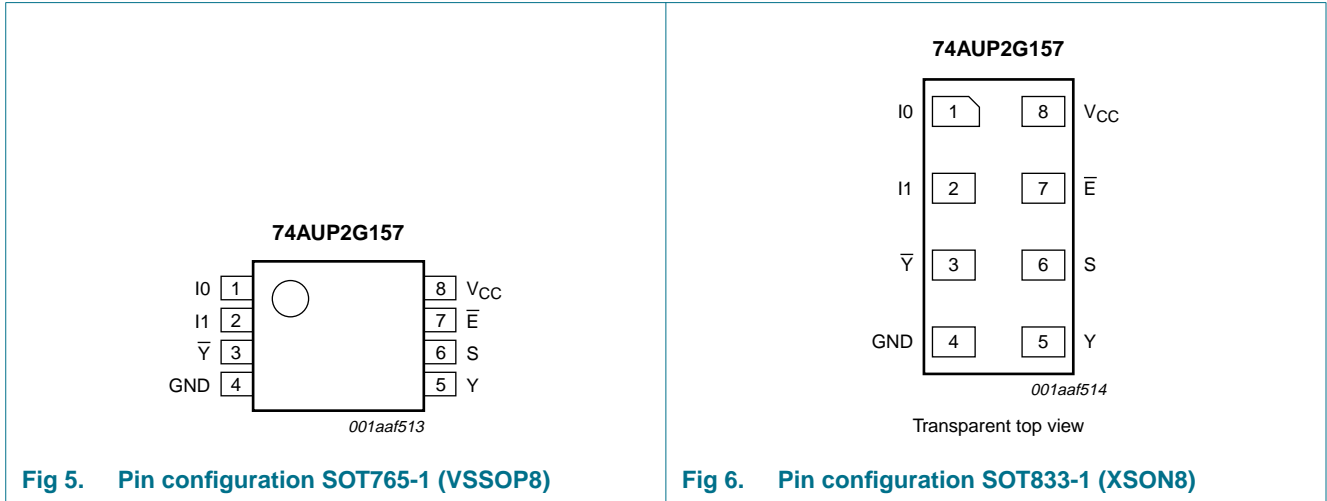 74AUP2G157
I0 1 8 VCC
I1 2 7 E̅
Y̅ 3 6 S
GND 4 5 Y
001aaf513
Fig 5. Pin configuration SOT765-1 (VSSOP8)
74AUP2G157
I0 1 8 VCC
I1 2 7 E̅
Y̅ 3 6 S
GND 4 5 Y
001aaf514
Transparent top view
Fig 6. Pin configuration SOT833-1 (XSON8)